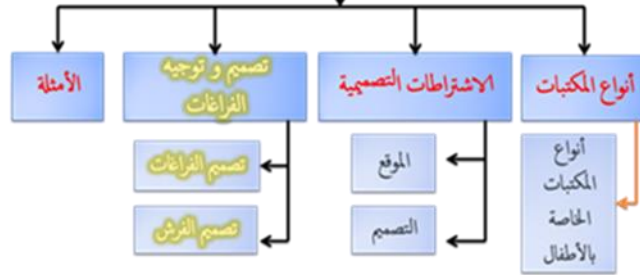 أنواع المكتبات
الاشتراطات التصميمية
تصميم و توجيه
الفراغات
الأمثلة
أنواع
المكتبات
الخاصة
بالأطفال
الموقع
التصميم
تصميم الفراغات
تصميم الفرش